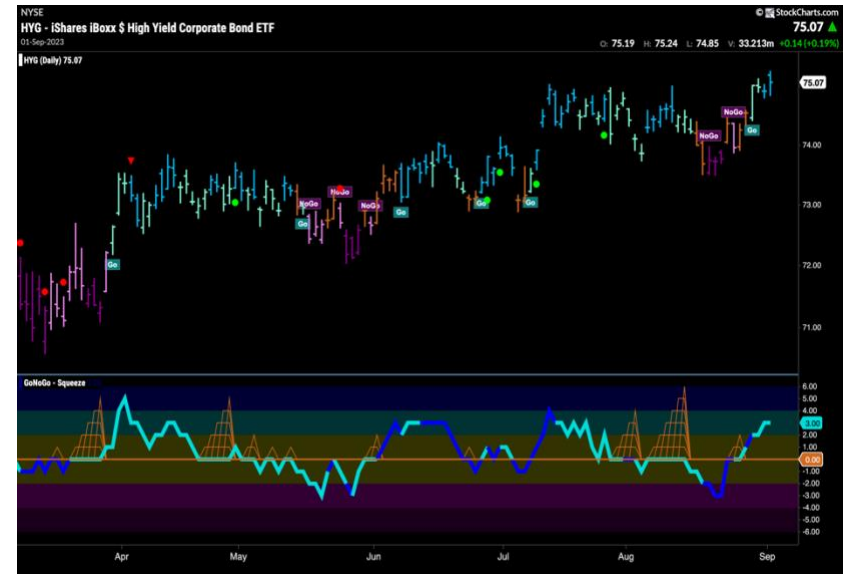 NYSE
© StockCharts.com
HYG - iShares iBoxx $ High Yield Corporate Bond ETF
75.07
01-Sep-2023
O: 75.19 H: 75.24 L: 74.85 V: 33.213m +0.14 (+0.19%)
HYG (Daily) 75.07
75.07
NoGo
NoGo
Go
74.00
NoGo
NoGo
NoGo
Go
Go
Go
Go
73.00
Go
72.00
71.00
GoNoGo - Squeeze
6.00
5.00
4.00
3.00
2.00
1.00
0.00
-1.00
-2.00
-3.00
-4.00
-5.00
-6.00
Apr May Jun Jul Aug Sep